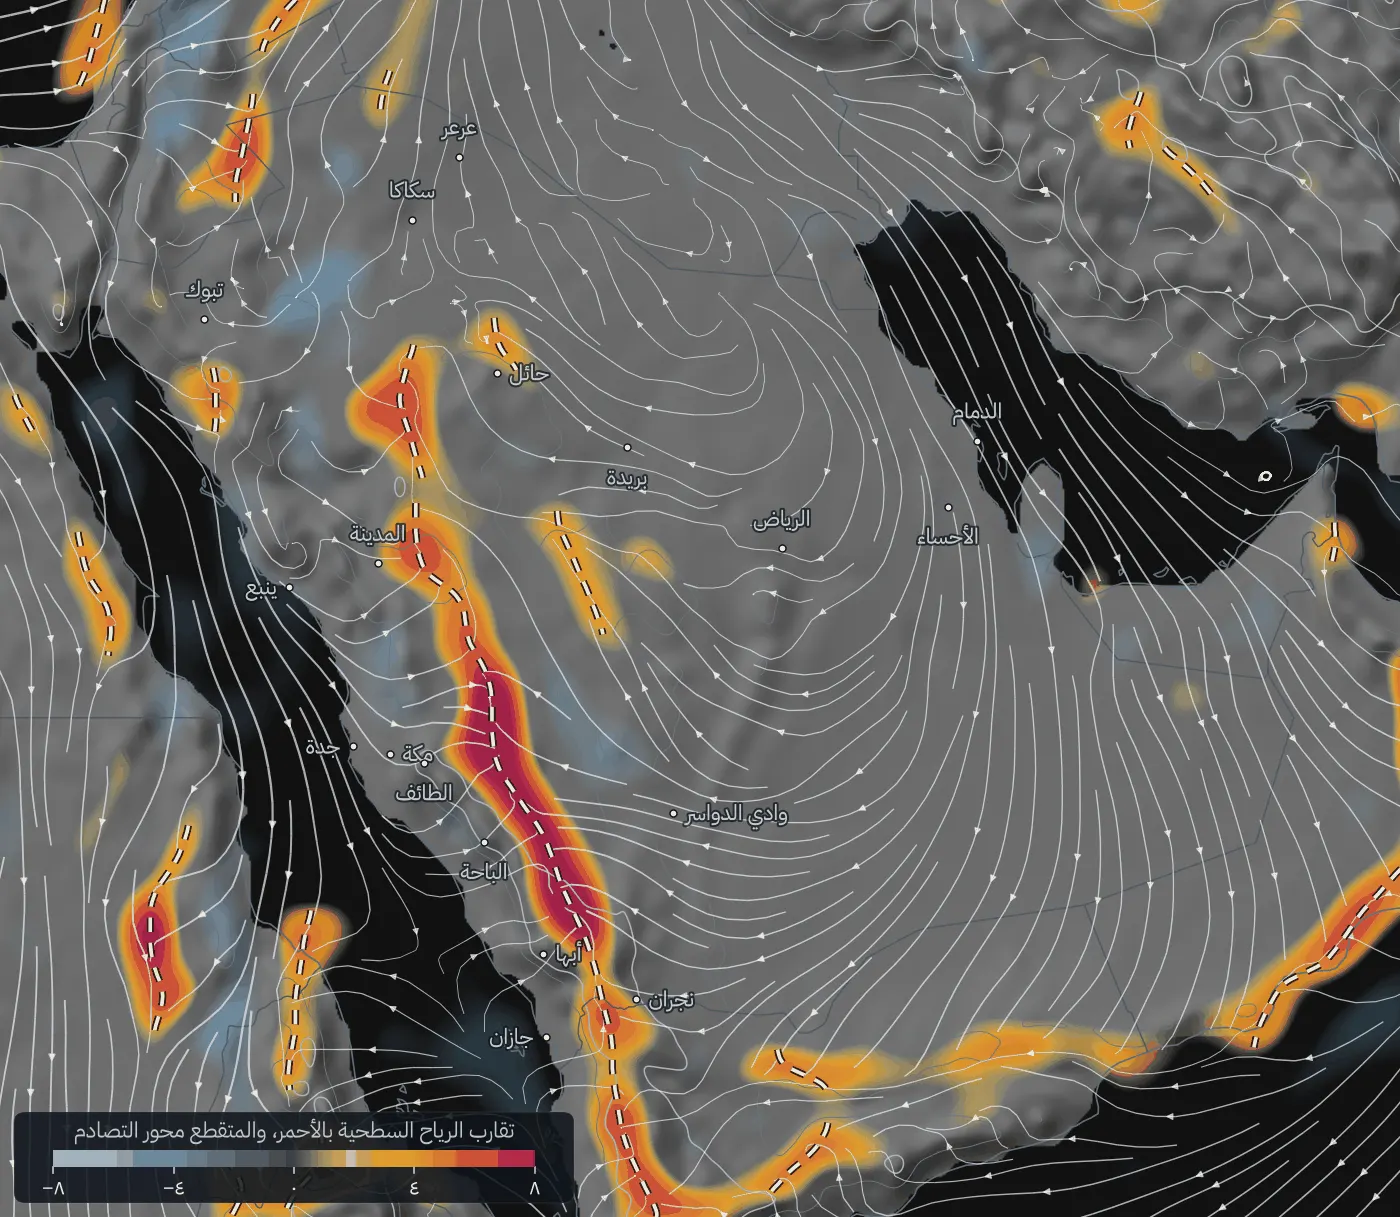 عرعر
سكاكا
تبوك
حائل
الدمام
بريدة
الرياض
الأحساء
المدينة
ينبع
جدة
مكة
الطائف
وادي الدواسر
الباحة
أبها
نجران
جازان
تقارب الرياح السطحية بالأحمر، والمتقطع محور التصادم
−٨ −٤ ٠ ٤ ٨